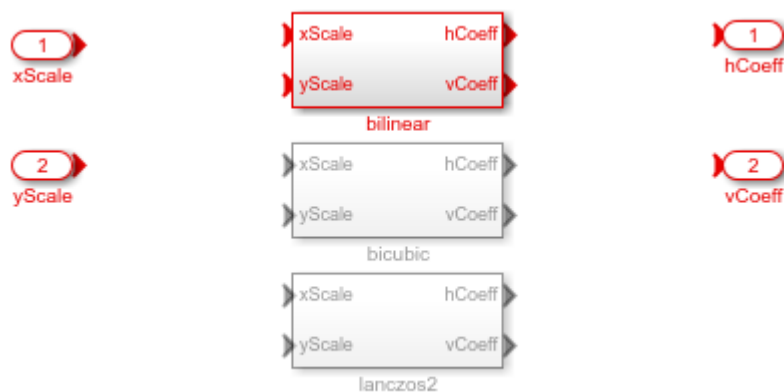 1
xScale
xScale hCoeff
yScale vCoeff
bilinear
1
hCoeff
2
yScale
xScale hCoeff
yScale vCoeff
bicubic
2
vCoeff
xScale hCoeff
yScale vCoeff
lanczos2